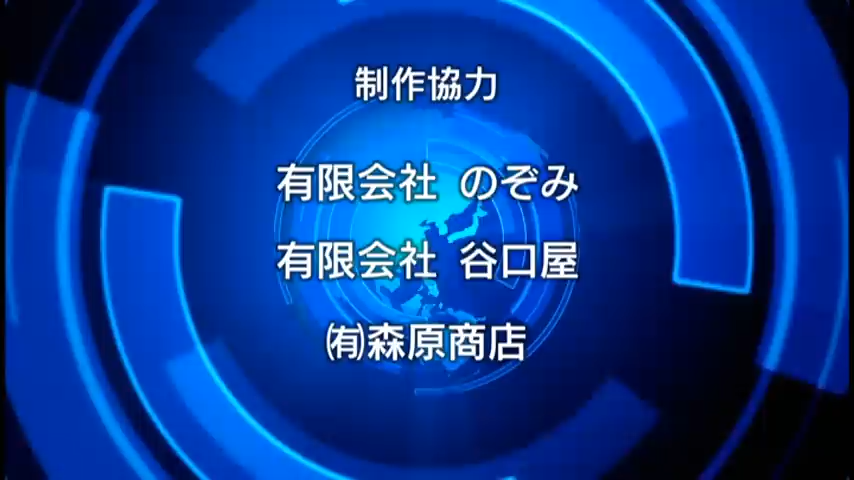 制作協力
有限会社 のぞみ
有限会社 谷口屋
㈲森原商店